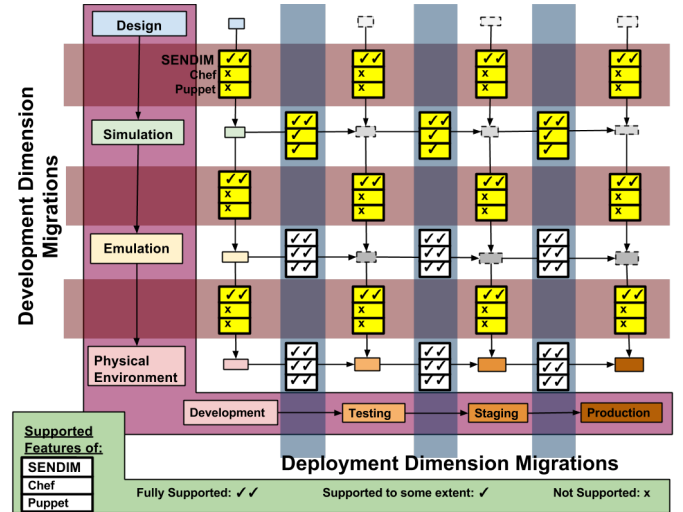 Design
SENDIM ✓✓ ✓✓ ✓✓ ✓✓
Chef x x x x
Puppet x x x x
Simulation
✓✓ ✓✓ ✓✓
✓ ✓ ✓
✓ ✓ ✓
✓✓ ✓✓ ✓✓ ✓✓
x x x x
x x x x
Development Dimension
Migrations
Emulation
✓✓ ✓✓ ✓✓
✓✓ ✓✓ ✓✓
✓✓ ✓✓ ✓✓
✓✓ ✓✓ ✓✓ ✓✓
x x x x
x x x x
Physical
Environment
✓✓ ✓✓ ✓✓
✓✓ ✓✓ ✓✓
✓✓ ✓✓ ✓✓
Development Testing Staging Production
Deployment Dimension Migrations
Supported
Features of:
SENDIM
Chef
Puppet
Fully Supported: ✓✓ Supported to some extent: ✓ Not Supported: x